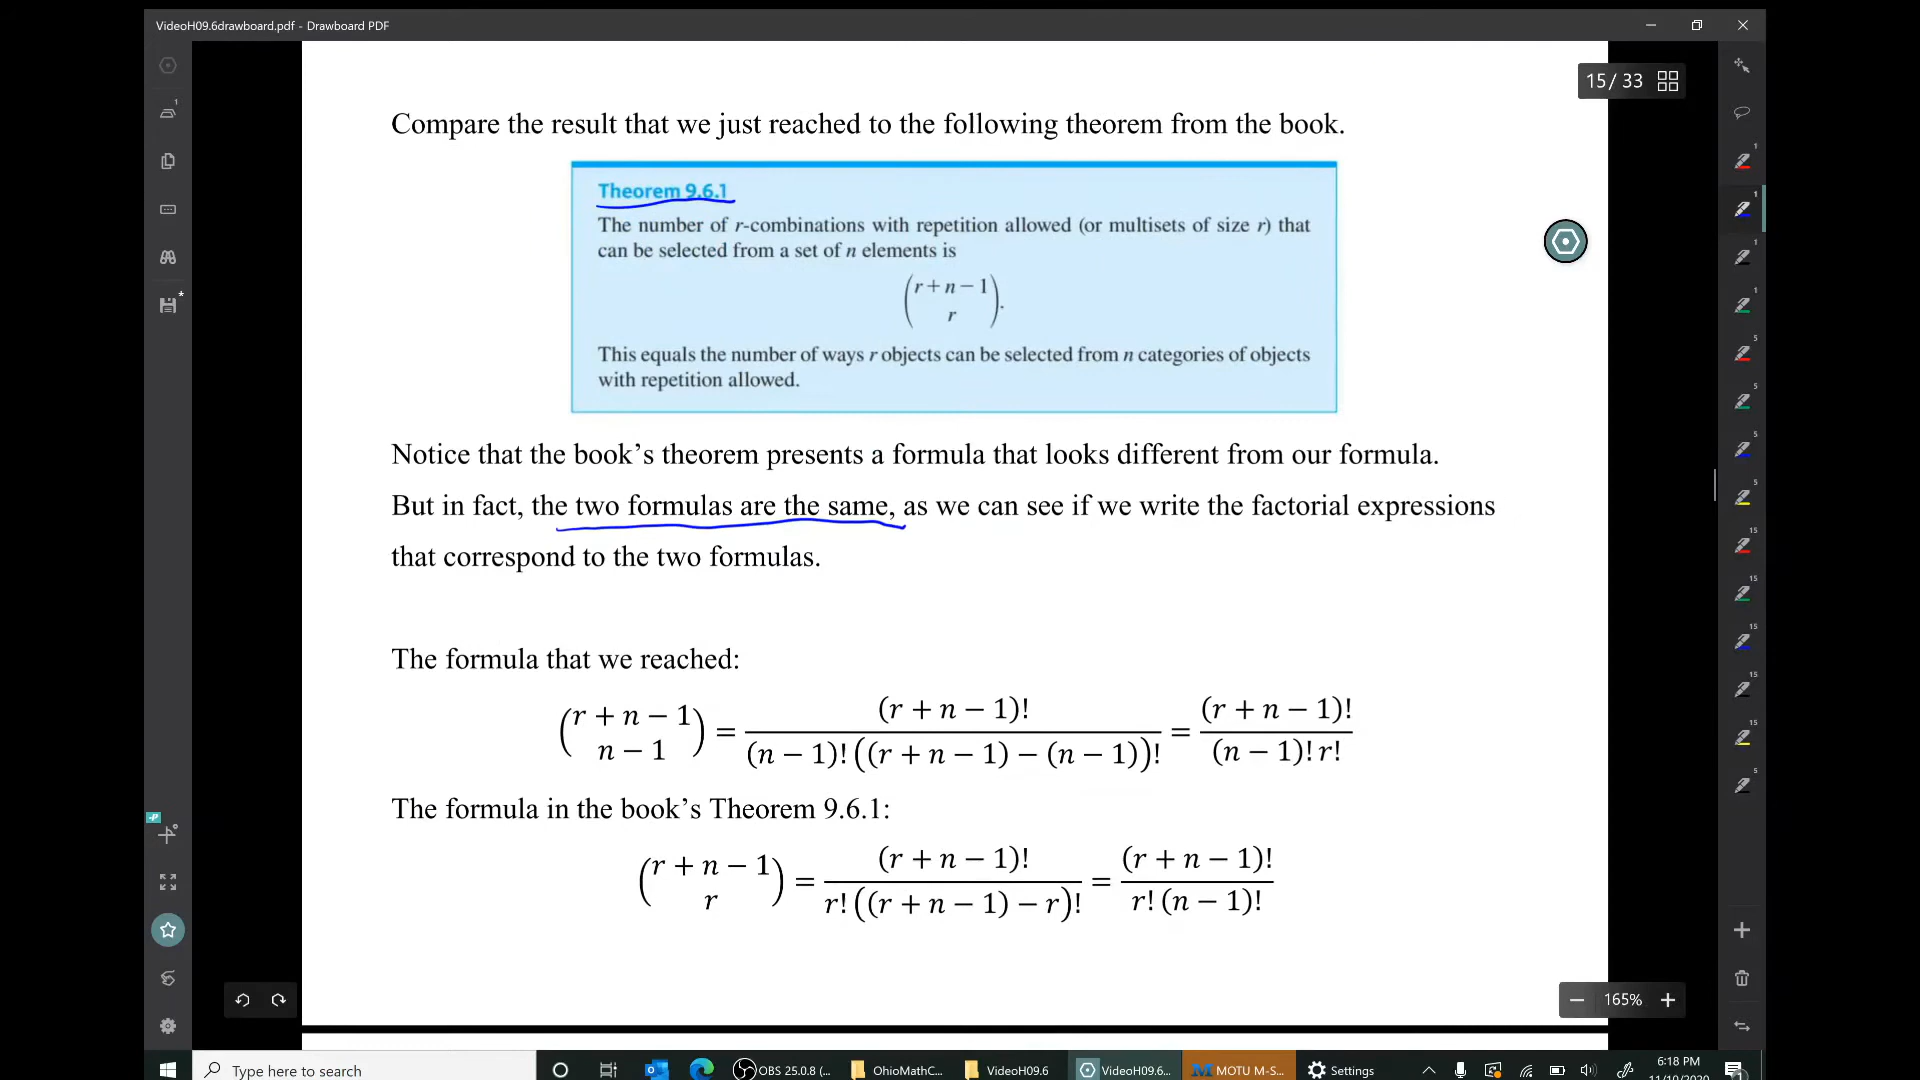 VideoH09.6drawboard.pdf - Drawboard PDF
15 / 33
Compare the result that we just reached to the following theorem from the book.
Theorem 9.6.1
The number of r-combinations with repetition allowed (or multisets of size r) that
can be selected from a set of n elements is
(r + n − 1
r).
This equals the number of ways r objects can be selected from n categories of objects
with repetition allowed.
Notice that the book’s theorem presents a formula that looks different from our formula.
But in fact, the two formulas are the same, as we can see if we write the factorial expressions
that correspond to the two formulas.
The formula that we reached:
(r + n − 1
n − 1) = (r + n − 1)! / (n − 1)! ((r + n − 1) − (n − 1))! = (r + n − 1)! / (n − 1)! r!
The formula in the book’s Theorem 9.6.1:
(r + n − 1
r) = (r + n − 1)! / r! ((r + n − 1) − r)! = (r + n − 1)! / r! (n − 1)!
165%
Type here to search
OBS 25.0.8 (...
OhioMathC...
VideoH09.6
VideoH09.6...
MOTU M-S...
Settings
6:18 PM
11/10/2020